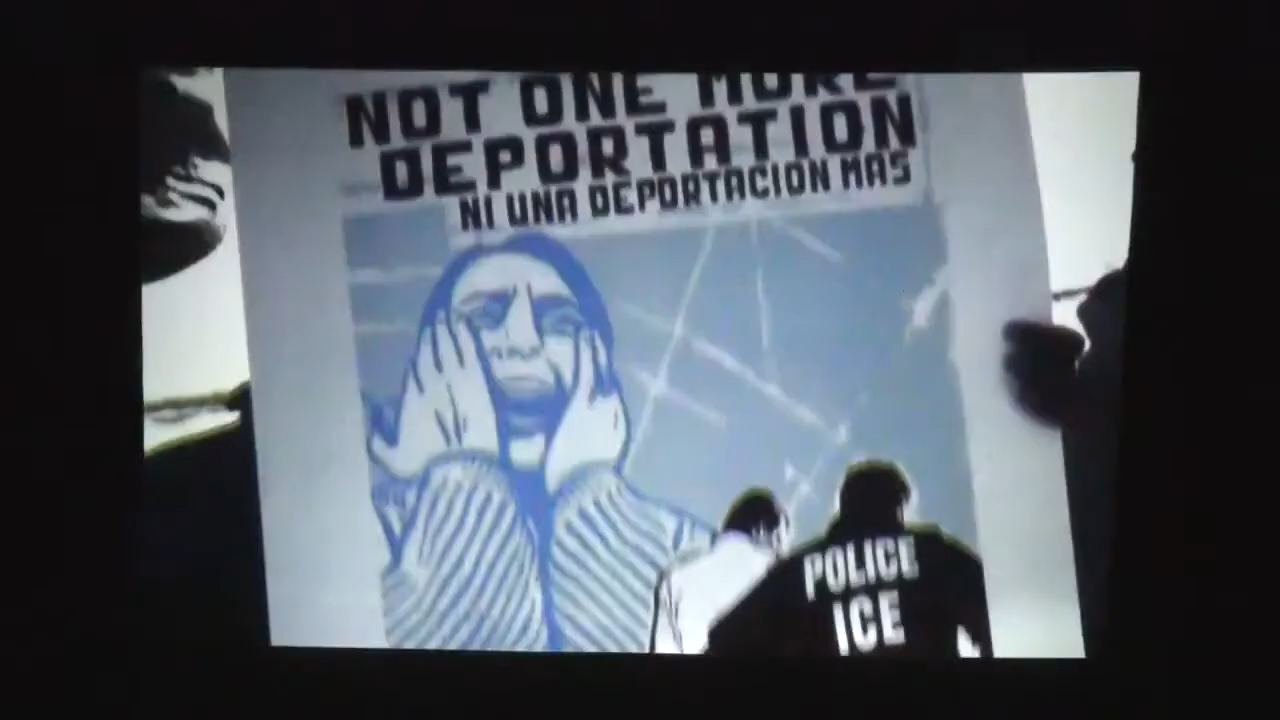 NOT ONE MORE
DEPORTATION
NI UNA DEPORTACION MAS
POLICE
ICE